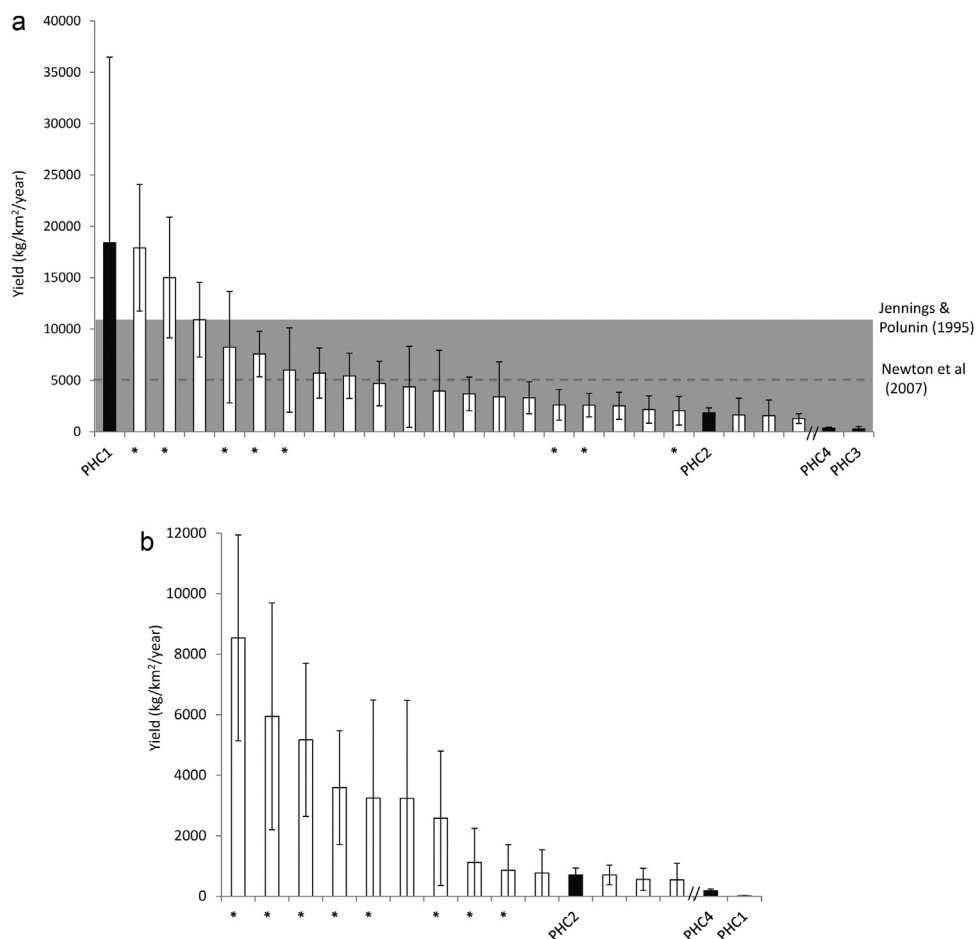 a
40000
35000
30000
25000
20000
15000
10000
5000
0
Yield (kg/km²/year)
Jennings &
Polunin (1995)
Newton et al
(2007)
PHC1 * * * * * * * * PHC2 // PHC4 PHC3
b
12000
10000
8000
6000
4000
2000
0
Yield (kg/km²/year)
* * * * * * * * PHC2 // PHC4 PHC1